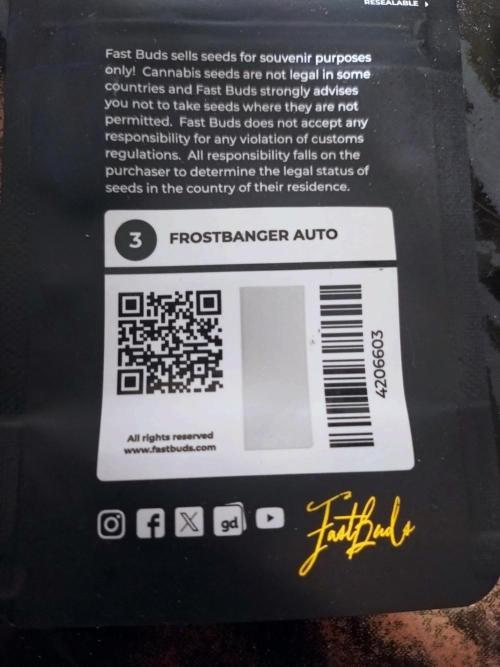 RESEALABLE
Fast Buds sells seeds for souvenir purposes
only! Cannabis seeds are not legal in some
countries and Fast Buds strongly advises
you not to take seeds where they are not
permitted. Fast Buds does not accept any
responsibility for any violation of customs
regulations. All responsibility falls on the
purchaser to determine the legal status of
seeds in the country of their residence.
3 FROSTBANGER AUTO
4206603
All rights reserved
www.fastbuds.com
gd
FastBuds